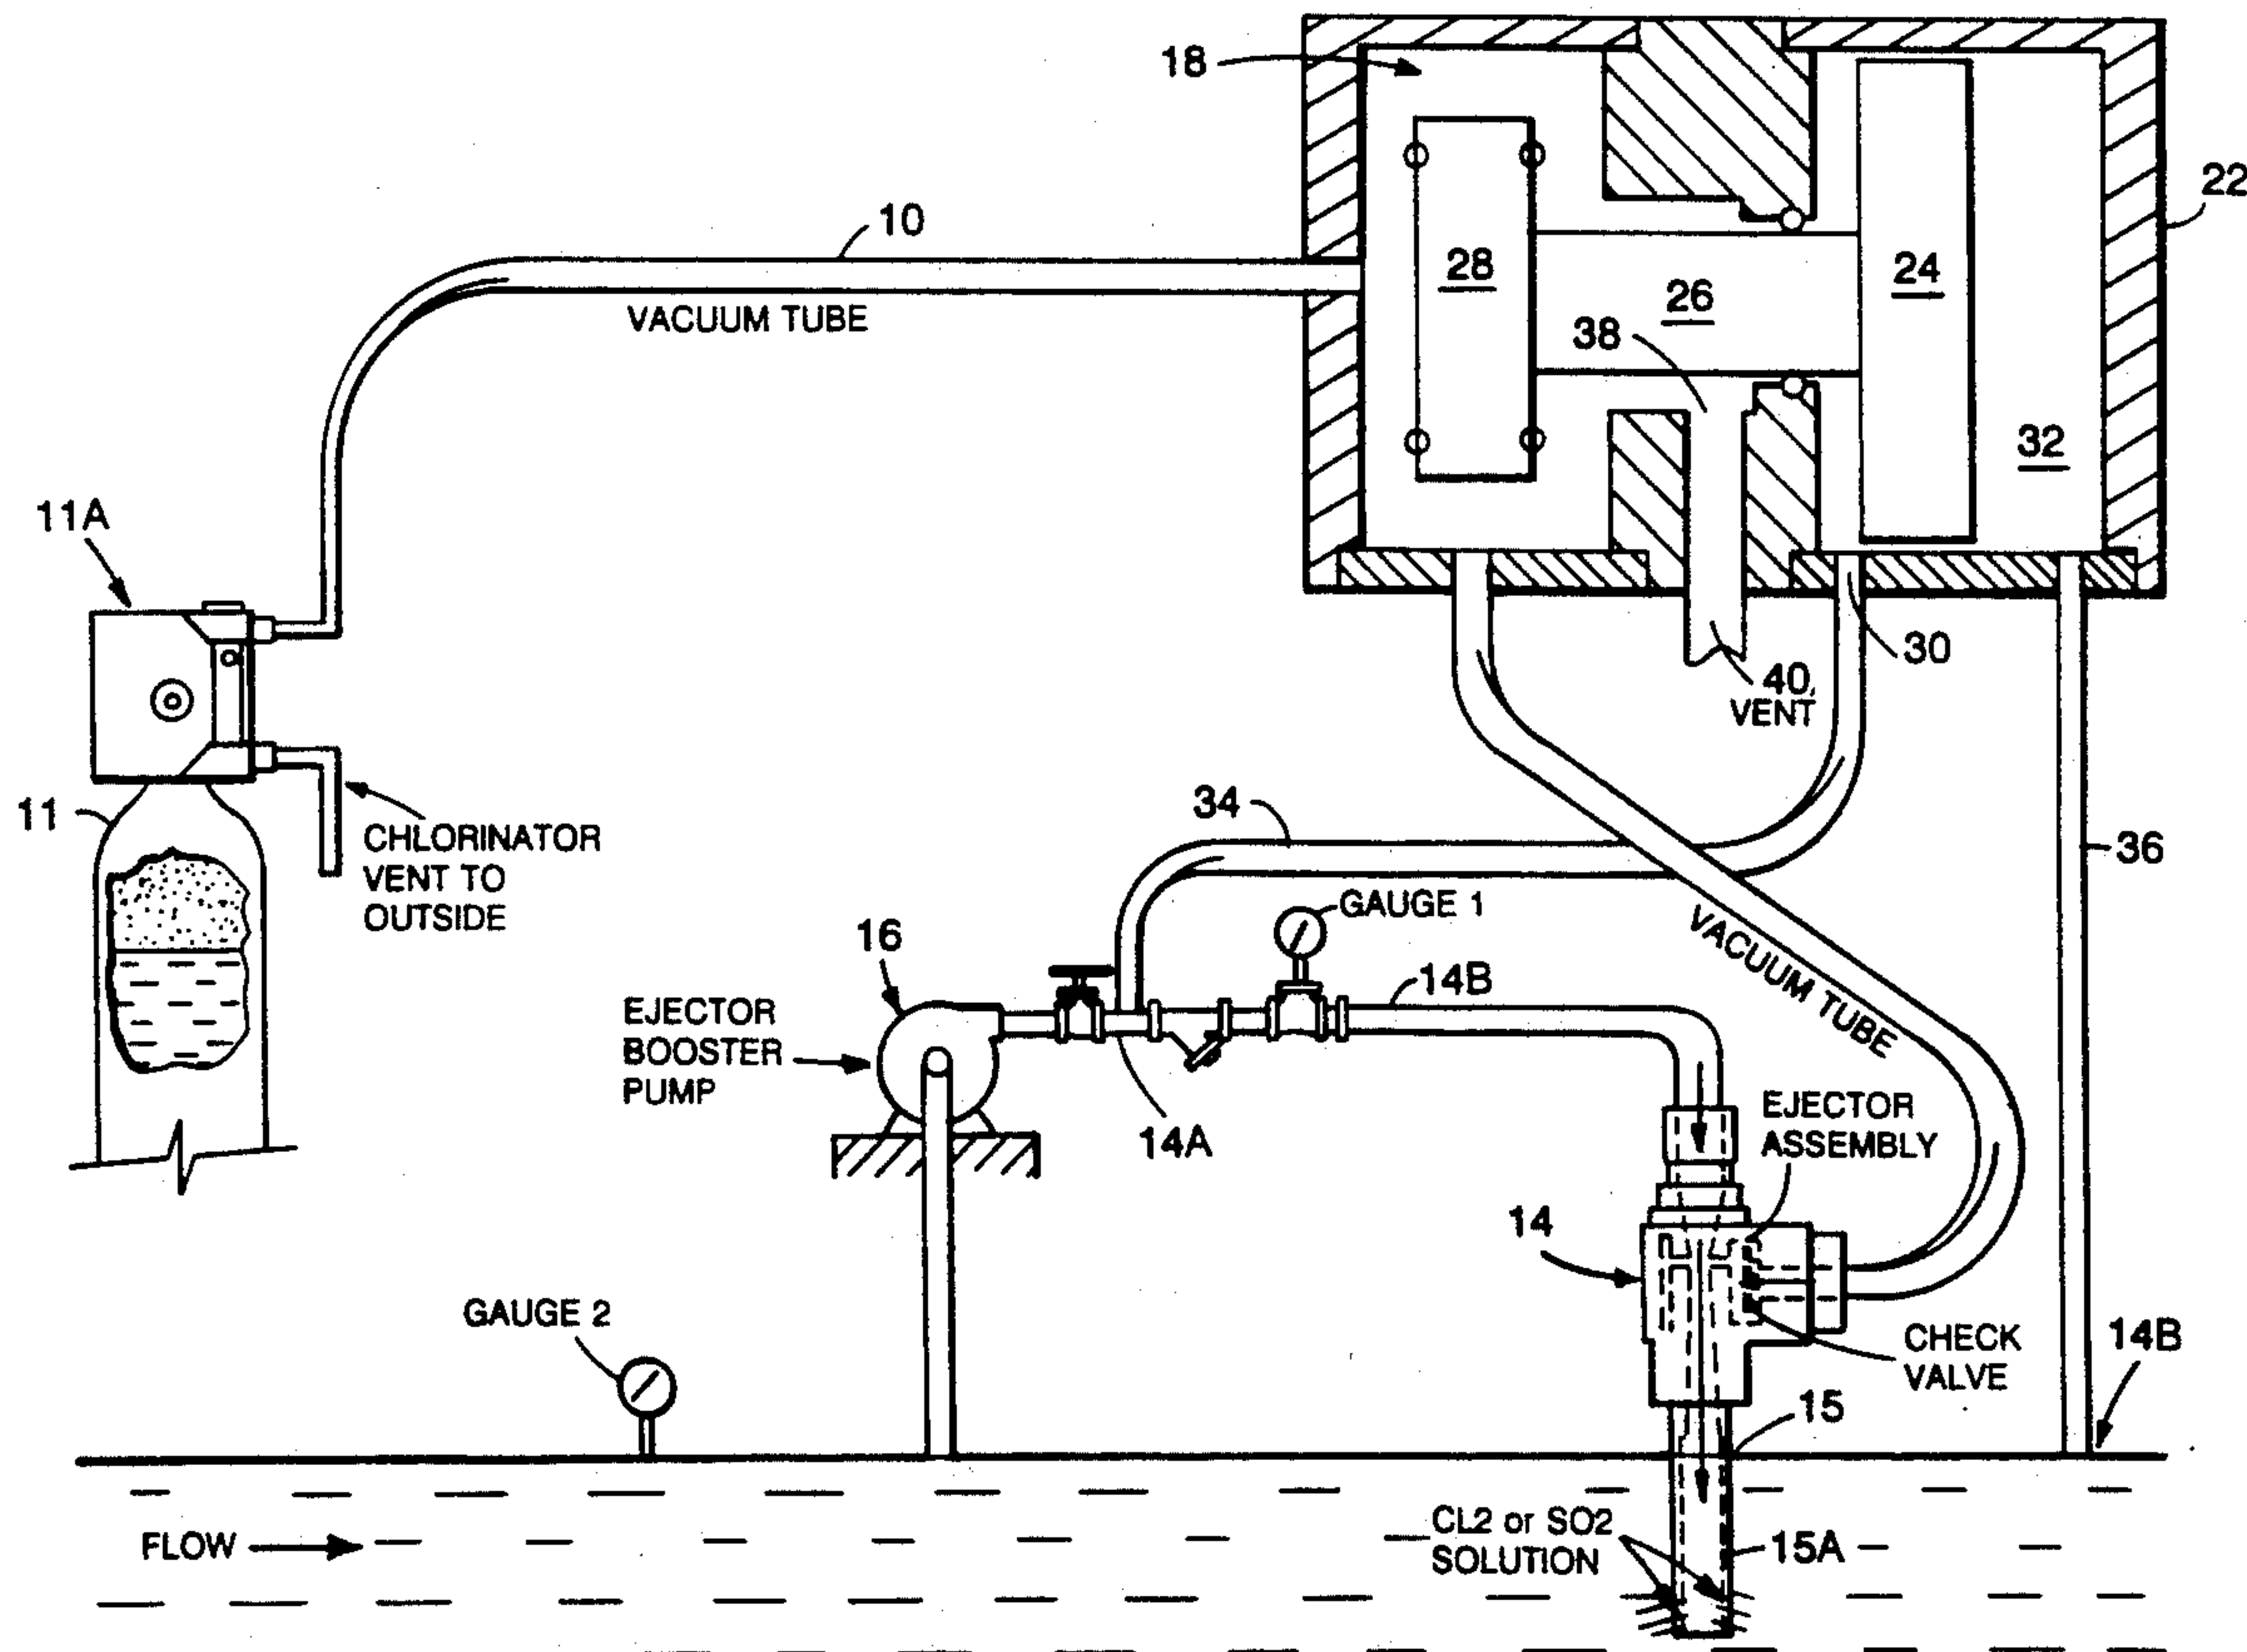 18
22
10
VACUUM TUBE
28
26
24
38
32
11A
30
40,
VENT
11
CHLORINATOR
VENT TO
OUTSIDE
34
36
GAUGE 1
16
14B
VACUUM TUBE
EJECTOR
BOOSTER
PUMP
14A
EJECTOR
ASSEMBLY
14
GAUGE 2
CHECK
VALVE
14B
15
FLOW
CL2 or SO2
SOLUTION
15A